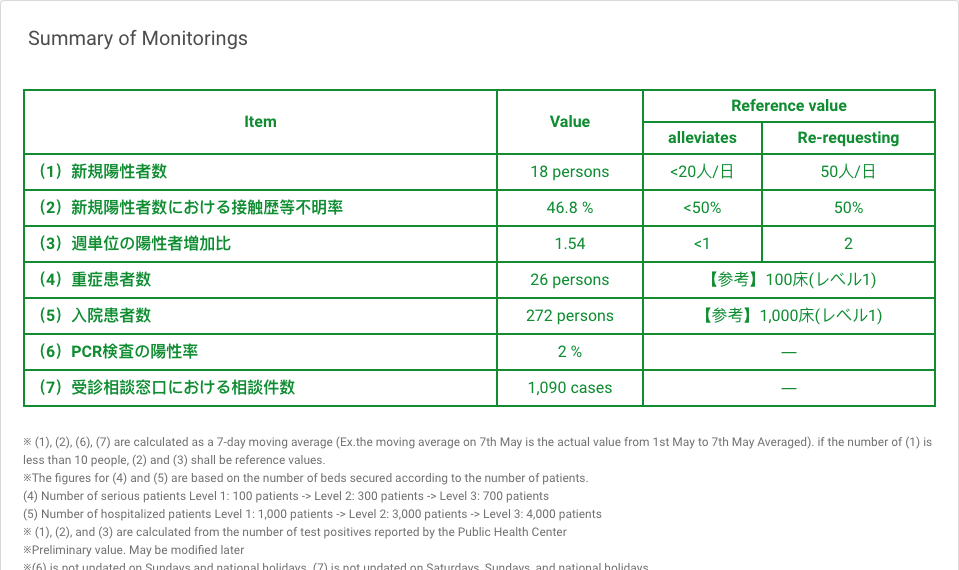 Summary of Monitorings
Item Value Reference value
alleviates Re-requesting
（1）新規陽性者数 18 persons <20人/日 50人/日
（2）新規陽性者数における接触歴等不明率 46.8 % <50% 50%
（3）週単位の陽性者増加比 1.54 <1 2
（4）重症患者数 26 persons 【参考】100床(レベル1)
（5）入院患者数 272 persons 【参考】1,000床(レベル1)
（6）PCR検査の陽性率 2 % —
（7）受診相談窓口における相談件数 1,090 cases —
※ (1), (2), (6), (7) are calculated as a 7-day moving average (Ex.the moving average on 7th May is the actual value from 1st May to 7th May Averaged). if the number of (1) is
less than 10 people, (2) and (3) shall be reference values.
※The figures for (4) and (5) are based on the number of beds secured according to the number of patients.
(4) Number of serious patients Level 1: 100 patients -> Level 2: 300 patients -> Level 3: 700 patients
(5) Number of hospitalized patients Level 1: 1,000 patients -> Level 2: 3,000 patients -> Level 3: 4,000 patients
※ (1), (2), and (3) are calculated from the number of test positives reported by the Public Health Center
※Preliminary value. May be modified later
※(6) is not updated on Sundays and national holidays. (7) is not updated on Saturdays, Sundays, and national holidays